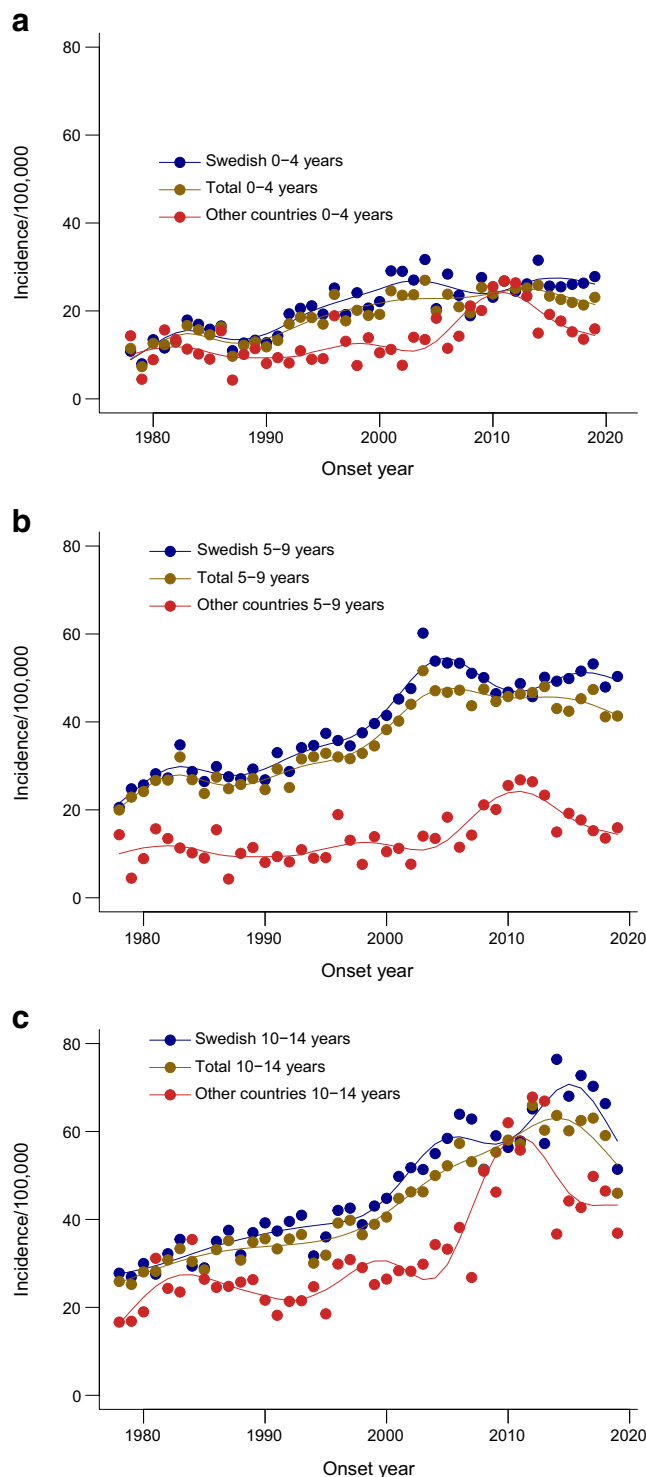 a
80
60
Swedish 0–4 years
40
Total 0–4 years
Other countries 0–4 years
Incidence/100,000
20
0
1980 1990 2000 2010 2020
Onset year
b
80
Swedish 5–9 years
Total 5–9 years
Other countries 5–9 years
60
Incidence/100,000
40
20
0
1980 1990 2000 2010 2020
Onset year
c
Swedish 10–14 years
80
Total 10–14 years
Other countries 10–14 years
60
Incidence/100,000
40
20
0
1980 1990 2000 2010 2020
Onset year